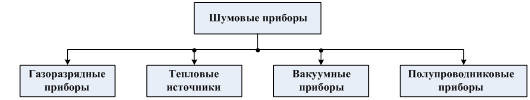 Шумовые приборы
Газоразрядные
приборы
Тепловые
источники
Вакуумные
приборы
Полупроводниковые
приборы